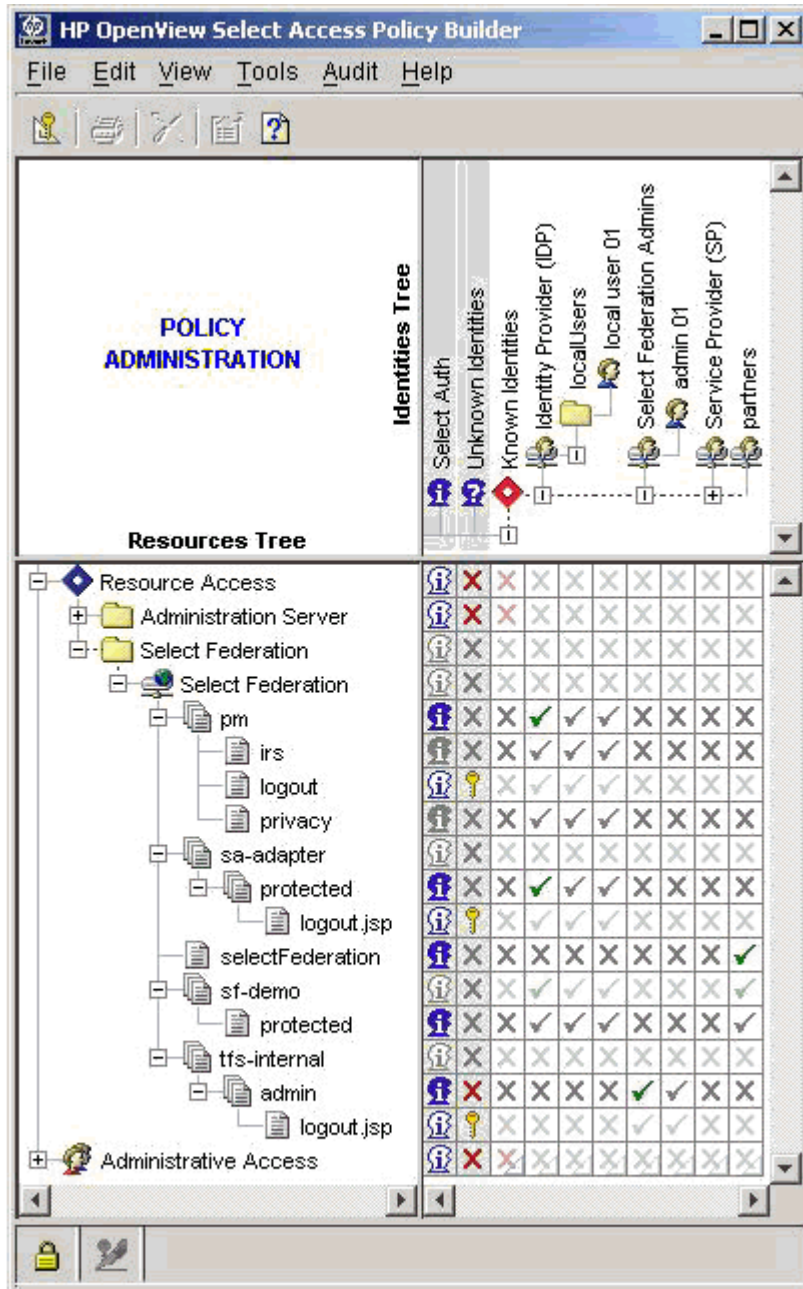 HP OpenView Select Access Policy Builder
File Edit View Tools Audit Help
POLICY
ADMINISTRATION
Identities Tree
Resources Tree
Select Auth
Unknown Identities
Known Identities
Identity Provider (IDP)
localUsers
local user 01
Select Federation Admins
admin 01
Service Provider (SP)
partners
Resource Access
Administration Server
Select Federation
Select Federation
pm
irs
logout
privacy
sa-adapter
protected
logout.jsp
selectFederation
sf-demo
protected
tfs-internal
admin
logout.jsp
Administrative Access